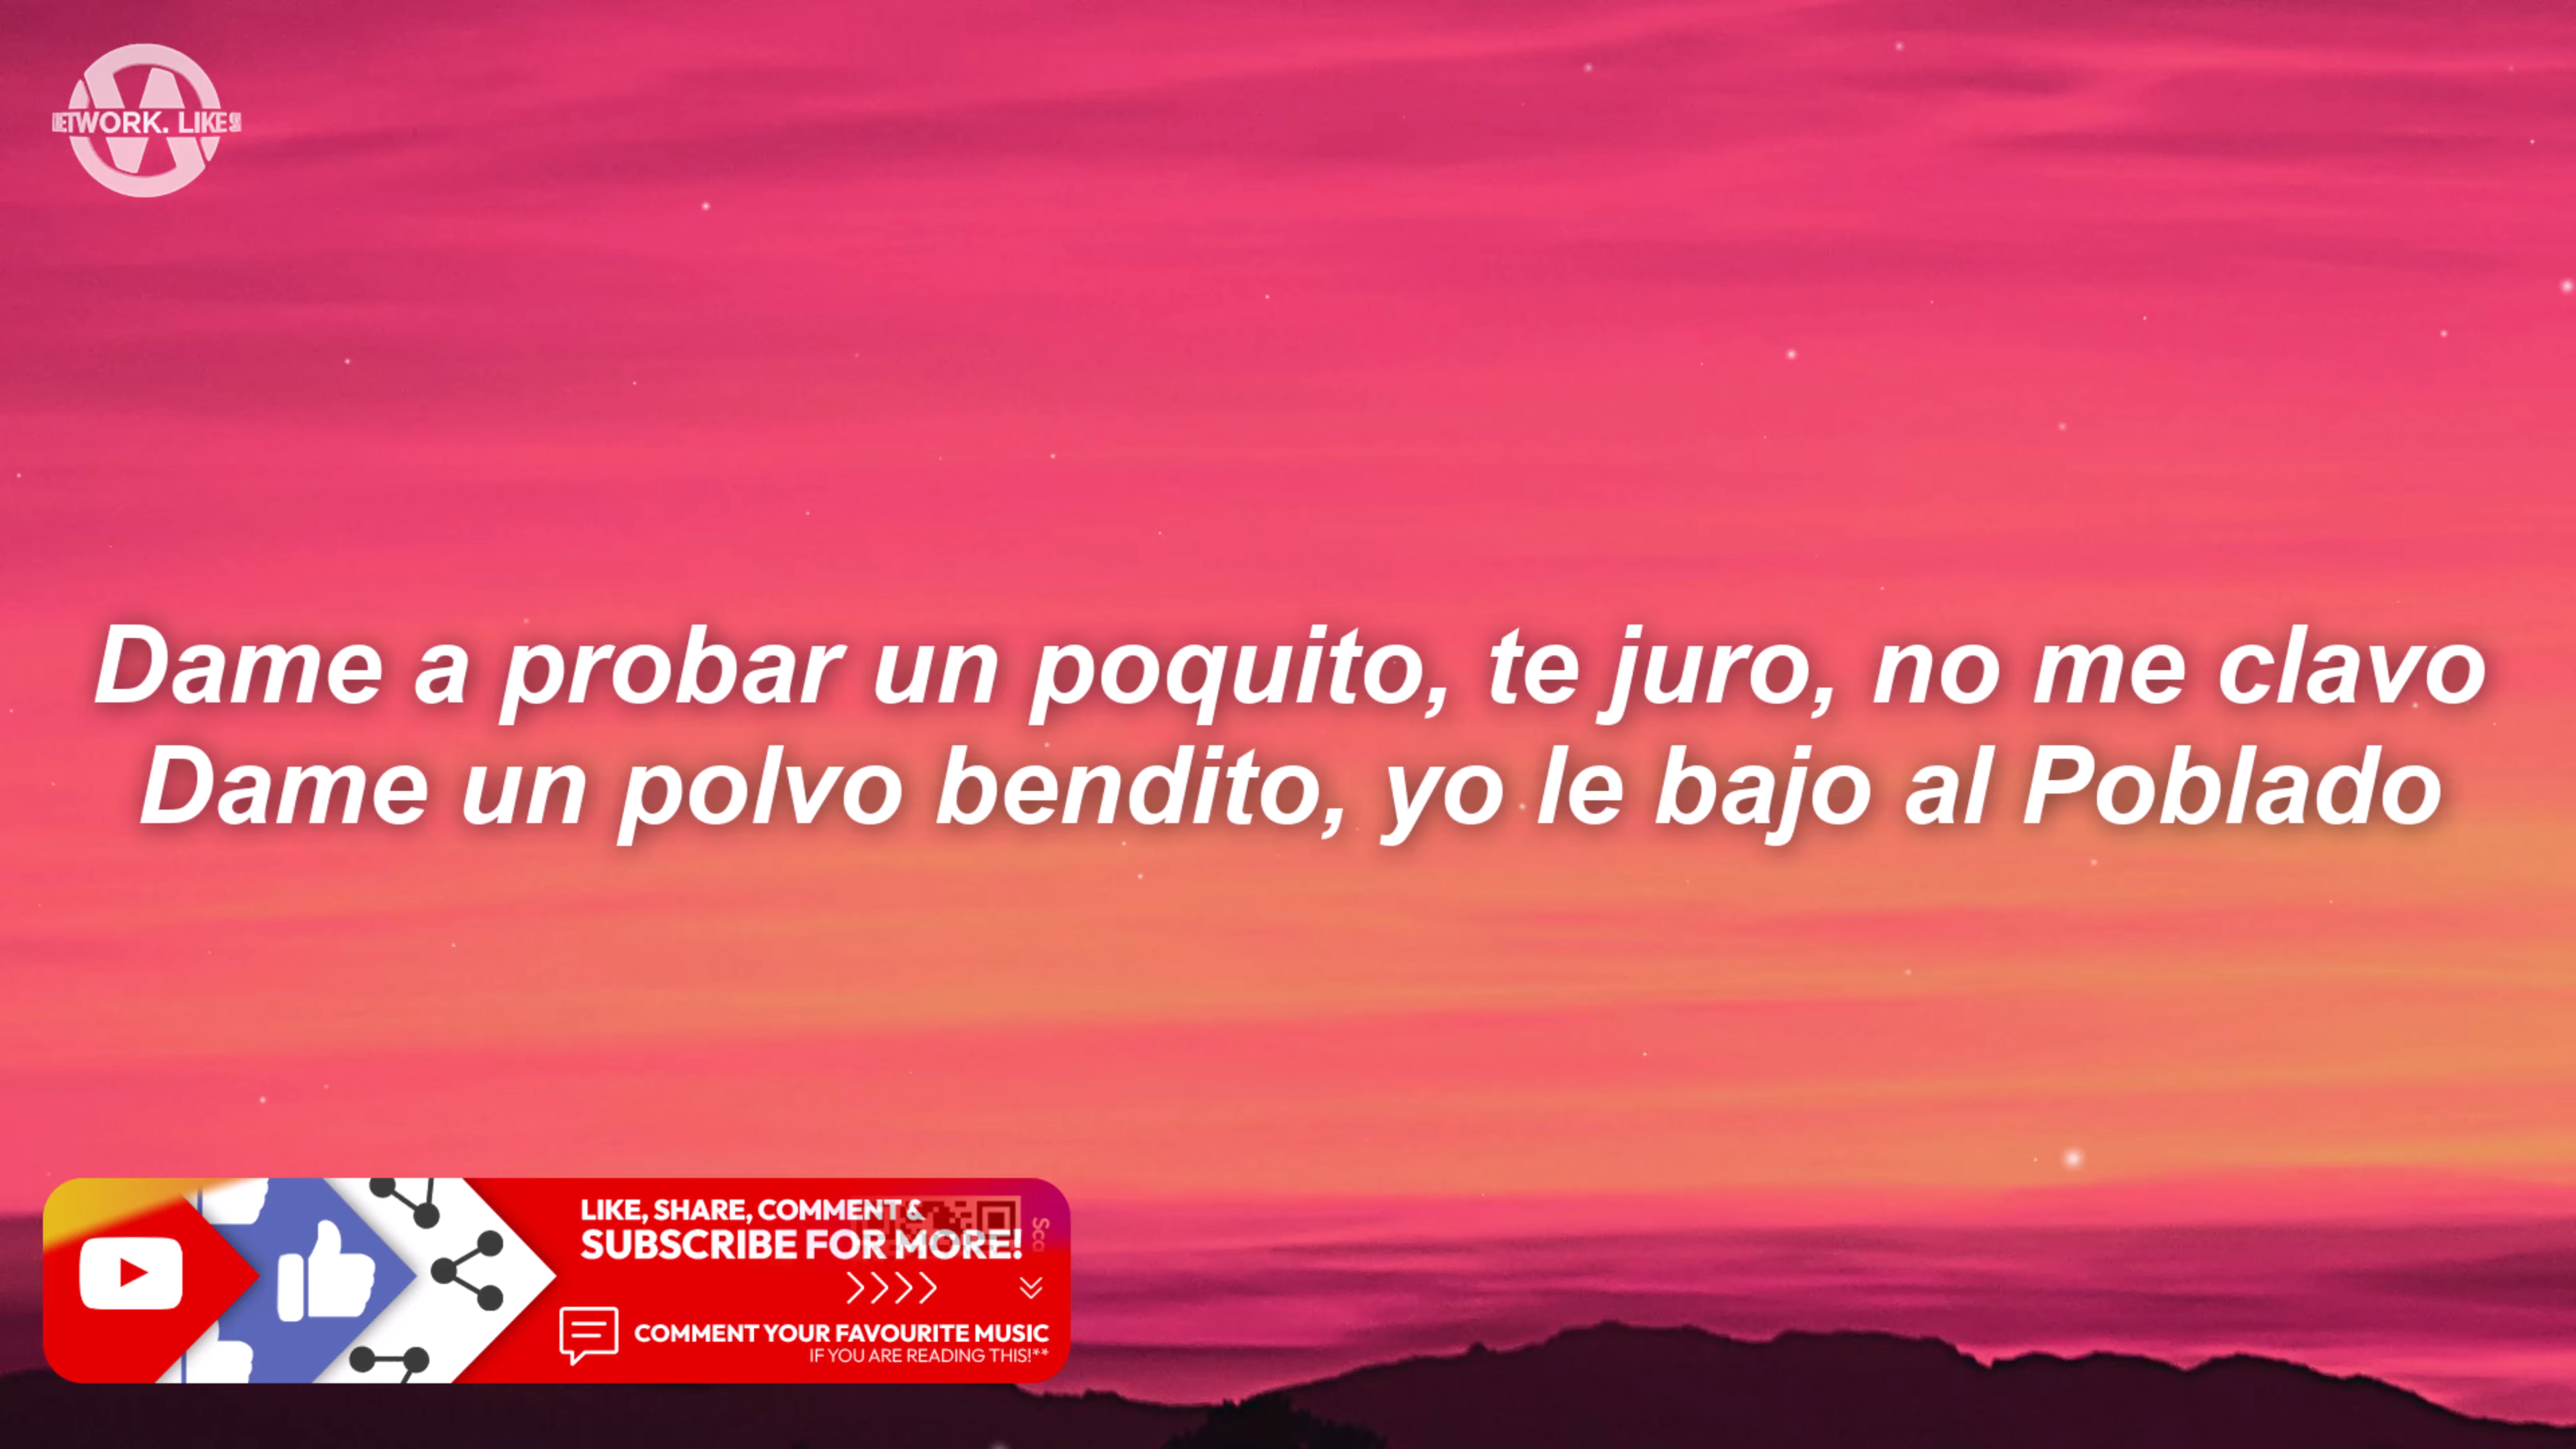 ETWORK. LIKE
Dame a probar un poquito, te juro, no me clavo
Dame un polvo bendito, yo le bajo al Poblado
LIKE, SHARE, COMMENT &
SUBSCRIBE FOR MORE!
COMMENT YOUR FAVOURITE MUSIC
IF YOU ARE READING THIS!**